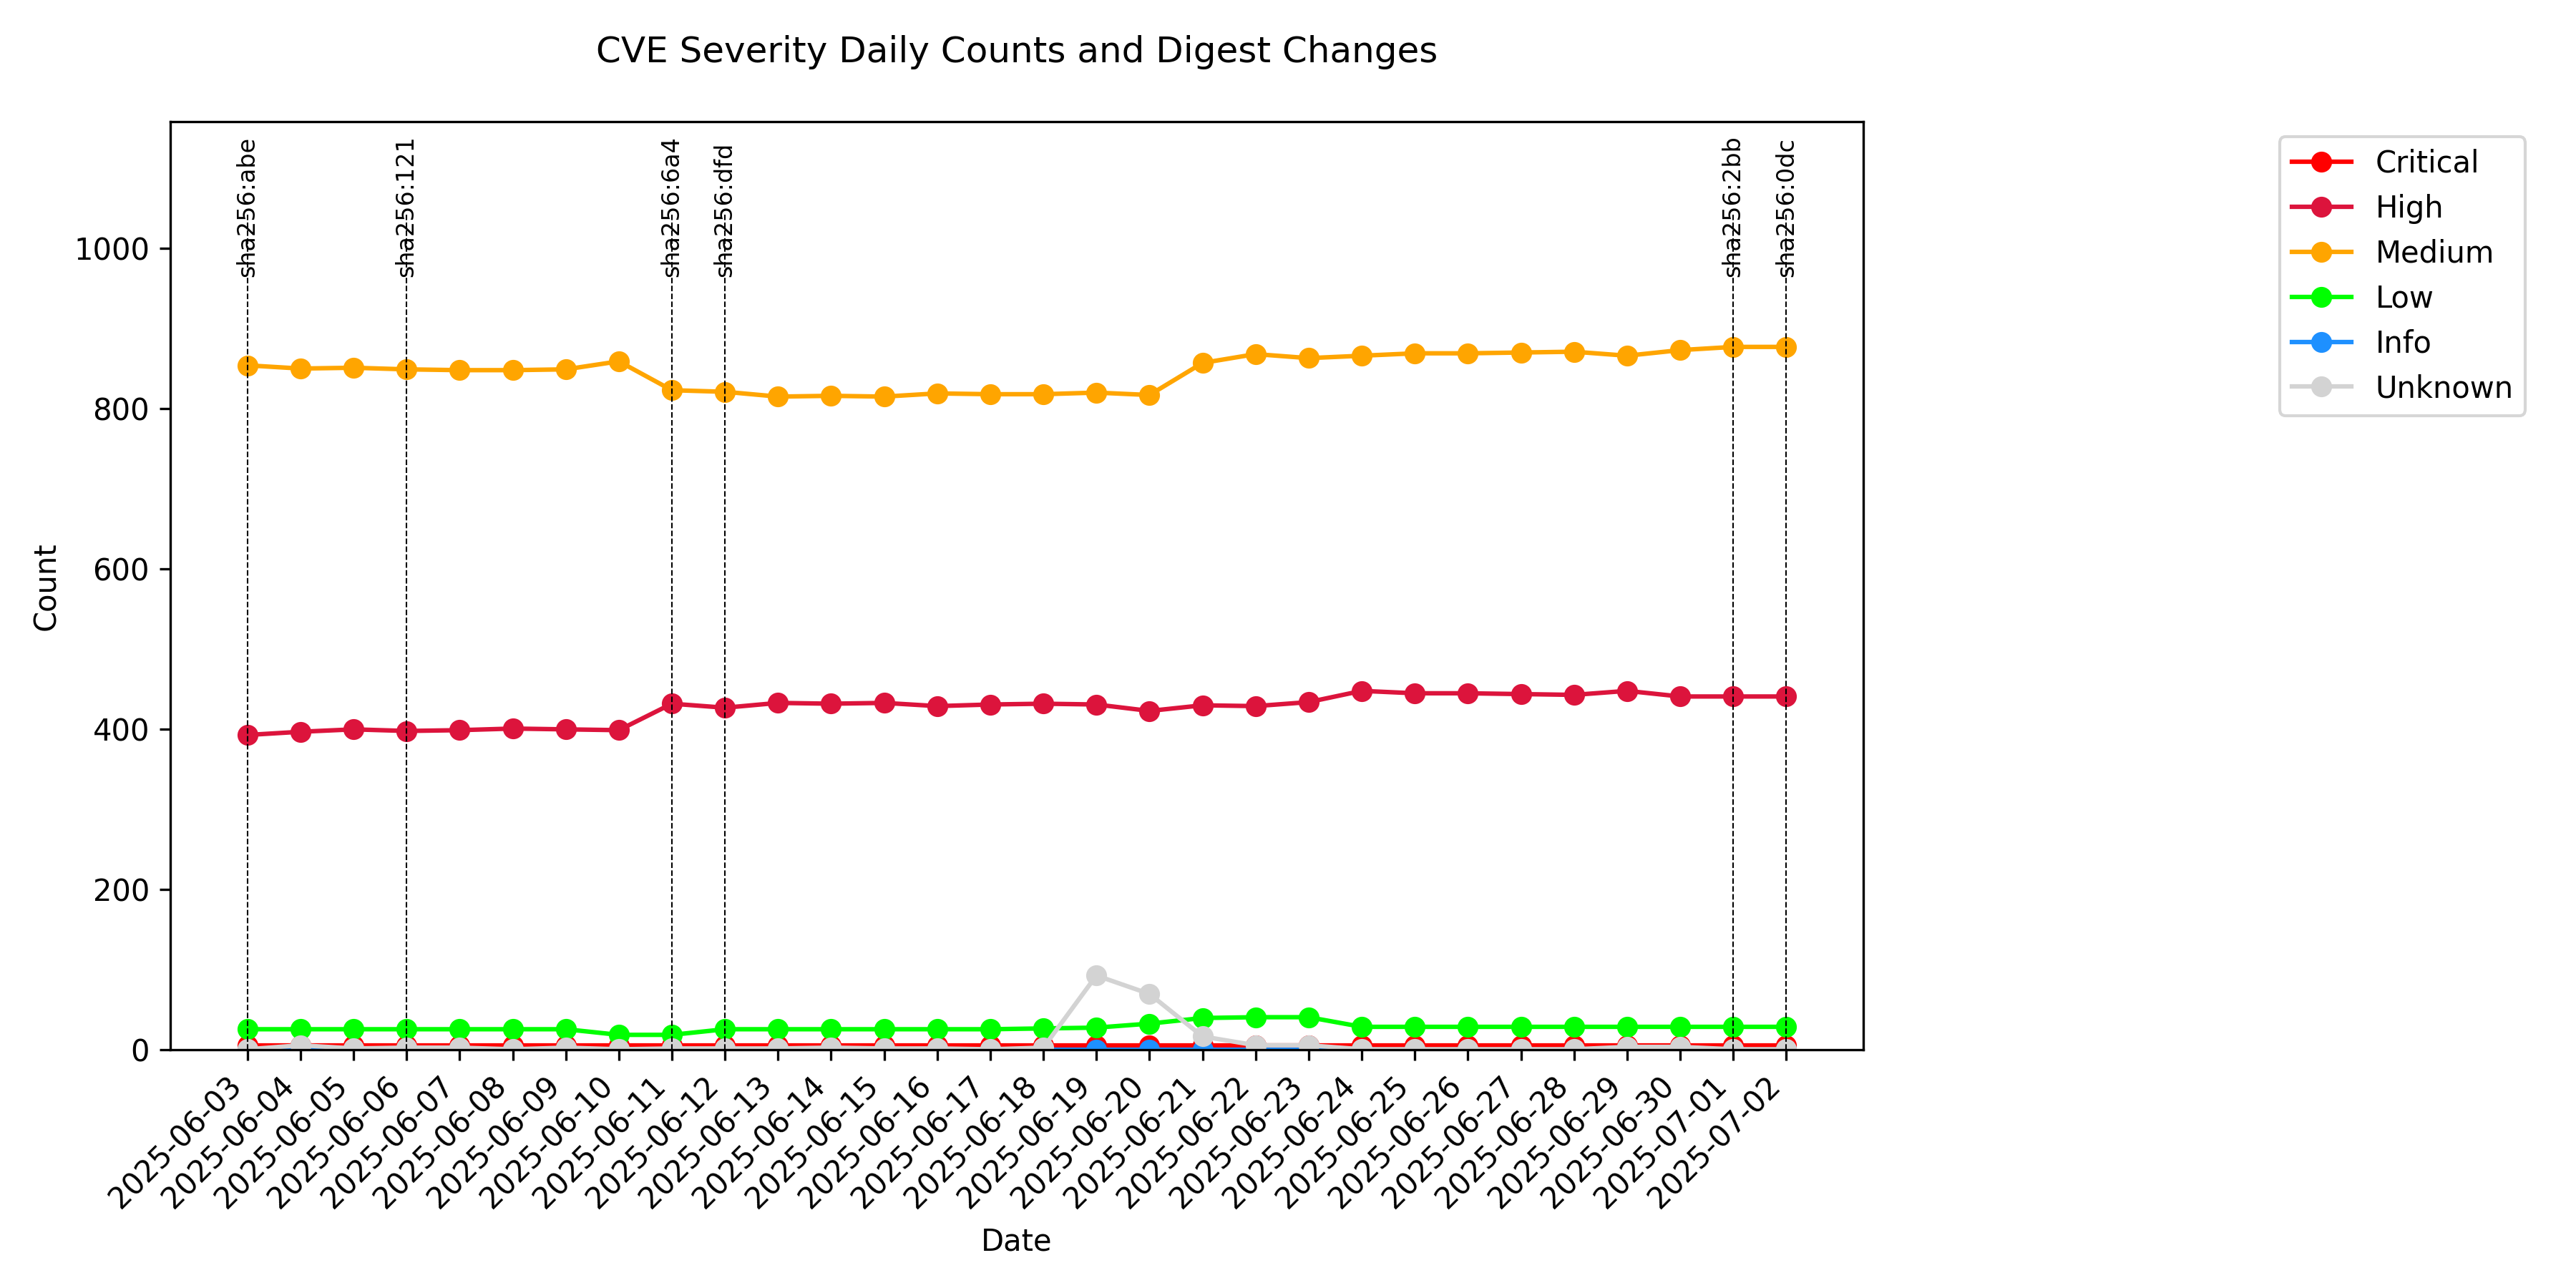 CVE Severity Daily Counts and Digest Changes
sha256:abe
sha256:121
sha256:6a4
sha256:dfd
sha256:2bb
sha256:0dc
Critical
High
Medium
Low
Info
Unknown
Count
1000
800
600
400
200
0
2025-06-03
2025-06-04
2025-06-05
2025-06-06
2025-06-07
2025-06-08
2025-06-09
2025-06-10
2025-06-11
2025-06-12
2025-06-13
2025-06-14
2025-06-15
2025-06-16
2025-06-17
2025-06-18
2025-06-19
2025-06-20
2025-06-21
2025-06-22
2025-06-23
2025-06-24
2025-06-25
2025-06-26
2025-06-27
2025-06-28
2025-06-29
2025-06-30
2025-07-01
2025-07-02
Date